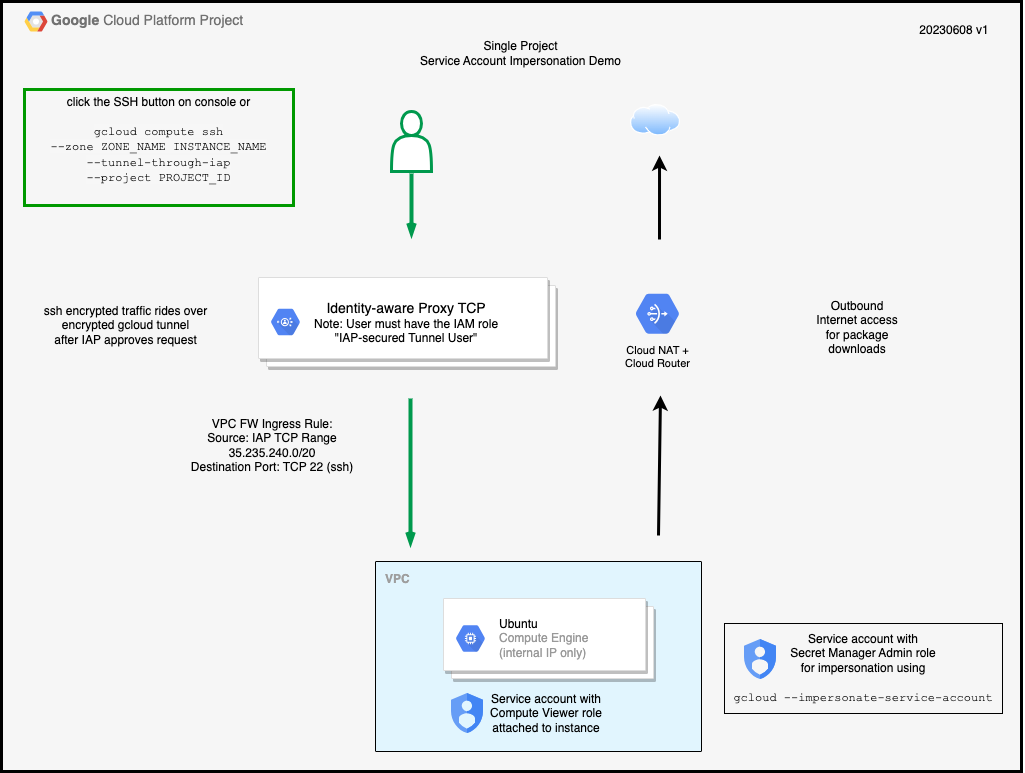 Google Cloud Platform Project
20230608 v1
Single Project
Service Account Impersonation Demo
click the SSH button on console or
gcloud compute ssh
--zone ZONE_NAME INSTANCE_NAME
--tunnel-through-iap
--project PROJECT_ID
ssh encrypted traffic rides over
encrypted gcloud tunnel
after IAP approves request
Identity-aware Proxy TCP
Note: User must have the IAM role
"IAP-secured Tunnel User"
Cloud NAT +
Cloud Router
Outbound
Internet access
for package
downloads
VPC FW Ingress Rule:
Source: IAP TCP Range
35.235.240.0/20
Destination Port: TCP 22 (ssh)
VPC
Ubuntu
Compute Engine
(internal IP only)
Service account with
Compute Viewer role
attached to instance
Service account with
Secret Manager Admin role
for impersonation using
gcloud --impersonate-service-account